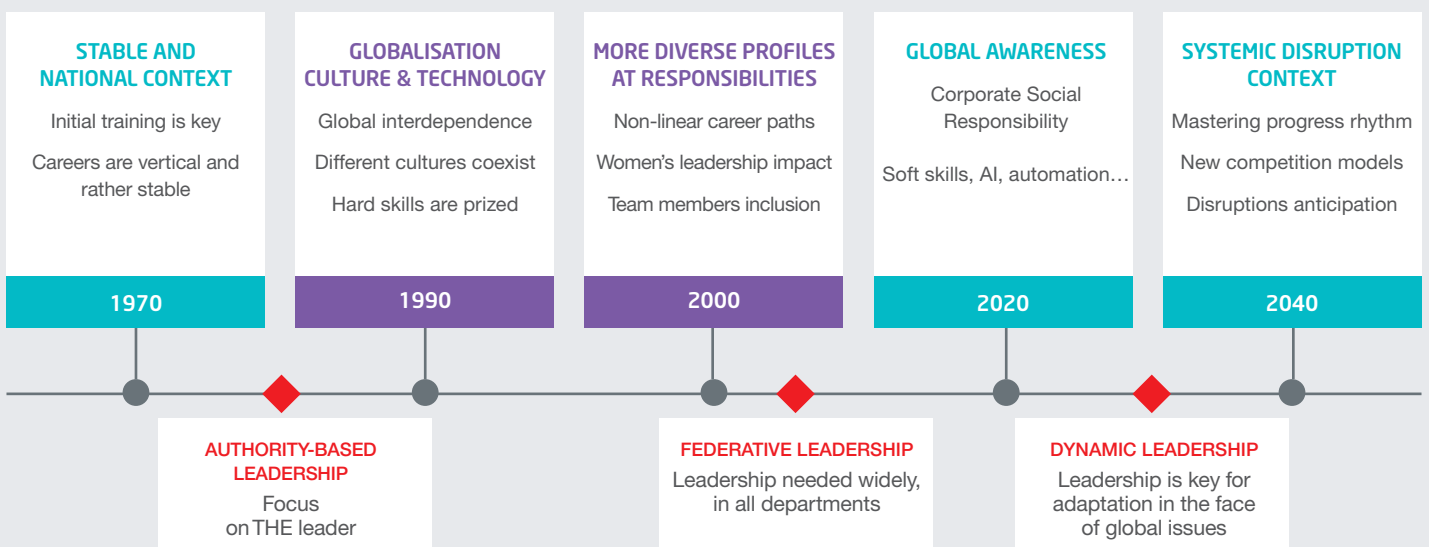 STABLE AND
NATIONAL CONTEXT
Initial training is key
Careers are vertical and
rather stable
1970
GLOBALISATION
CULTURE & TECHNOLOGY
Global interdependence
Different cultures coexist
Hard skills are prized
1990
MORE DIVERSE PROFILES
AT RESPONSIBILITIES
Non-linear career paths
Women’s leadership impact
Team members inclusion
2000
GLOBAL AWARENESS
Corporate Social
Responsibility
Soft skills, AI, automation…
2020
SYSTEMIC DISRUPTION
CONTEXT
Mastering progress rhythm
New competition models
Disruptions anticipation
2040
AUTHORITY-BASED
LEADERSHIP
Focus
on THE leader
FEDERATIVE LEADERSHIP
Leadership needed widely,
in all departments
DYNAMIC LEADERSHIP
Leadership is key for
adaptation in the face
of global issues